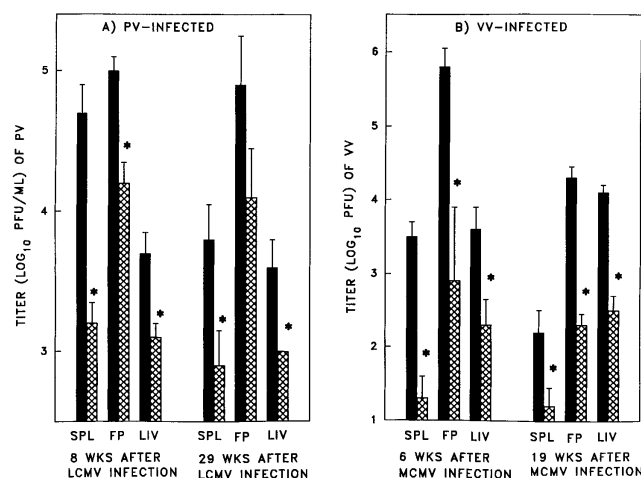 A) PV-INFECTED
TITER (LOG10 PFU/ML) OF PV
5
4
3
*
*
*
*
*
SPL FP LIV SPL FP LIV
8 WKS AFTER LCMV INFECTION
29 WKS AFTER LCMV INFECTION
B) VV-INFECTED
TITER (LOG10 PFU) OF VV
6
5
4
3
2
1
*
*
*
*
*
*
SPL FP LIV SPL FP LIV
6 WKS AFTER MCMV INFECTION
19 WKS AFTER MCMV INFECTION